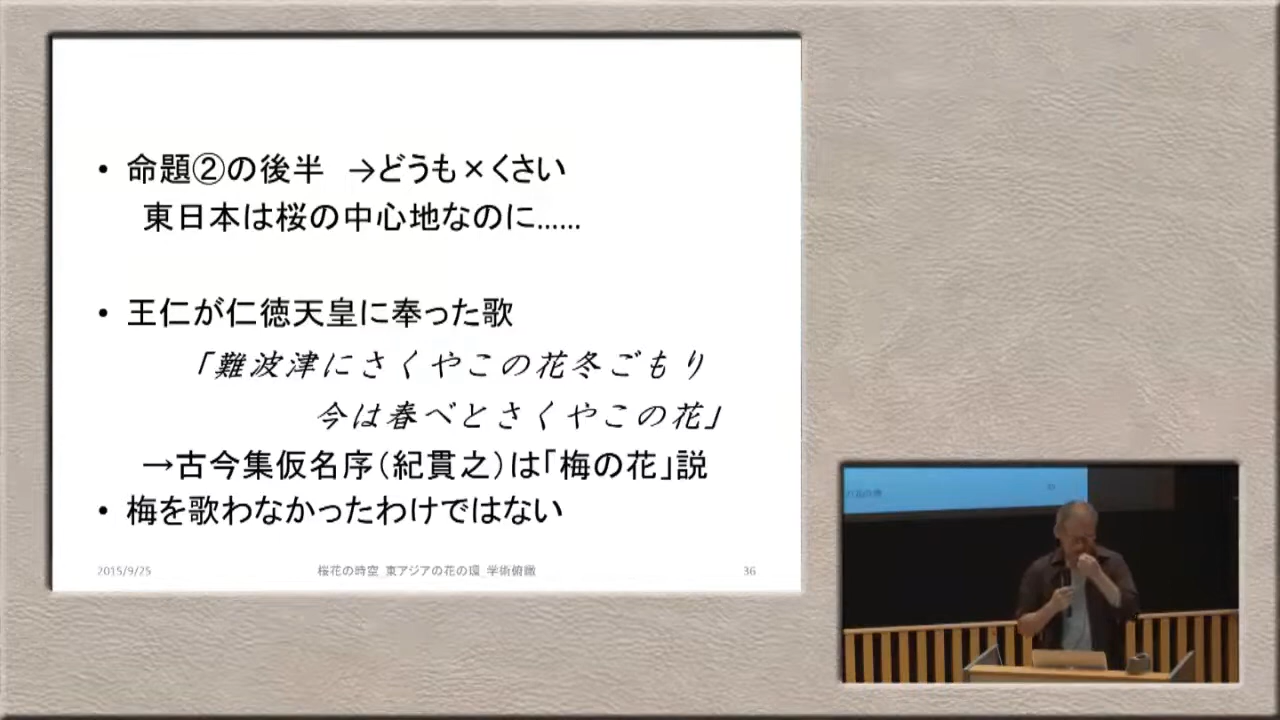 • 命題②の後半　→どうも×くさい
東日本は桜の中心地なのに……
• 王仁が仁徳天皇に奉った歌
「難波津にさくやこの花冬ごもり
今は春べとさくやこの花」
→古今集仮名序（紀貫之）は「梅の花」説
• 梅を歌わなかったわけではない
2015/9/25 桜花の時空_東アジアの花の環_学術俯瞰 36